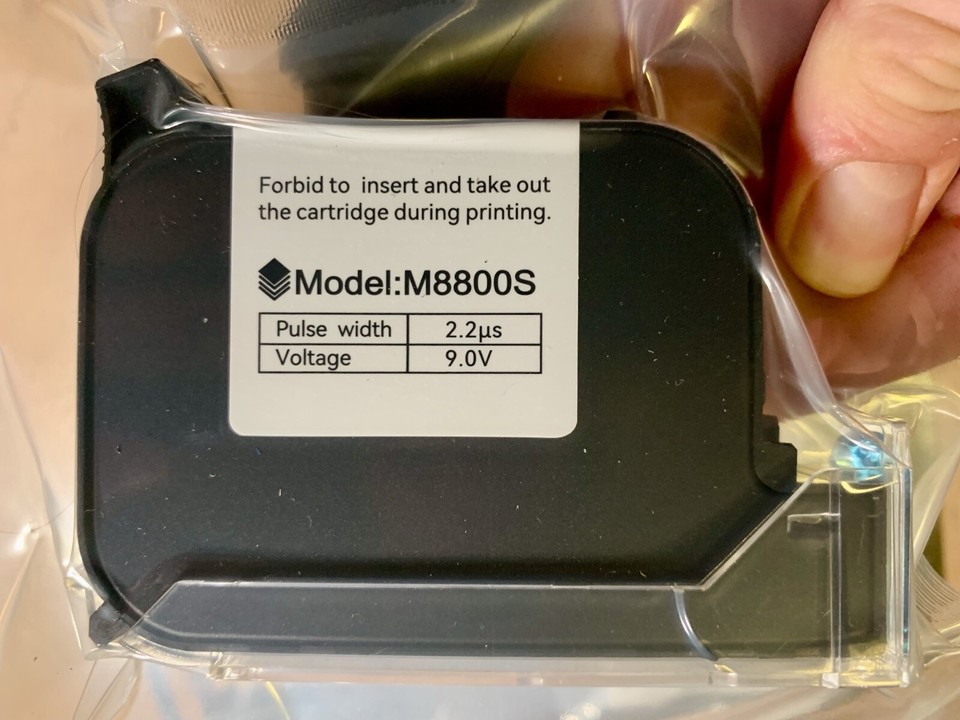 Forbid to insert and take out
the cartridge during printing.
Model:M8800S
Pulse width 2.2μs
Voltage 9.0V